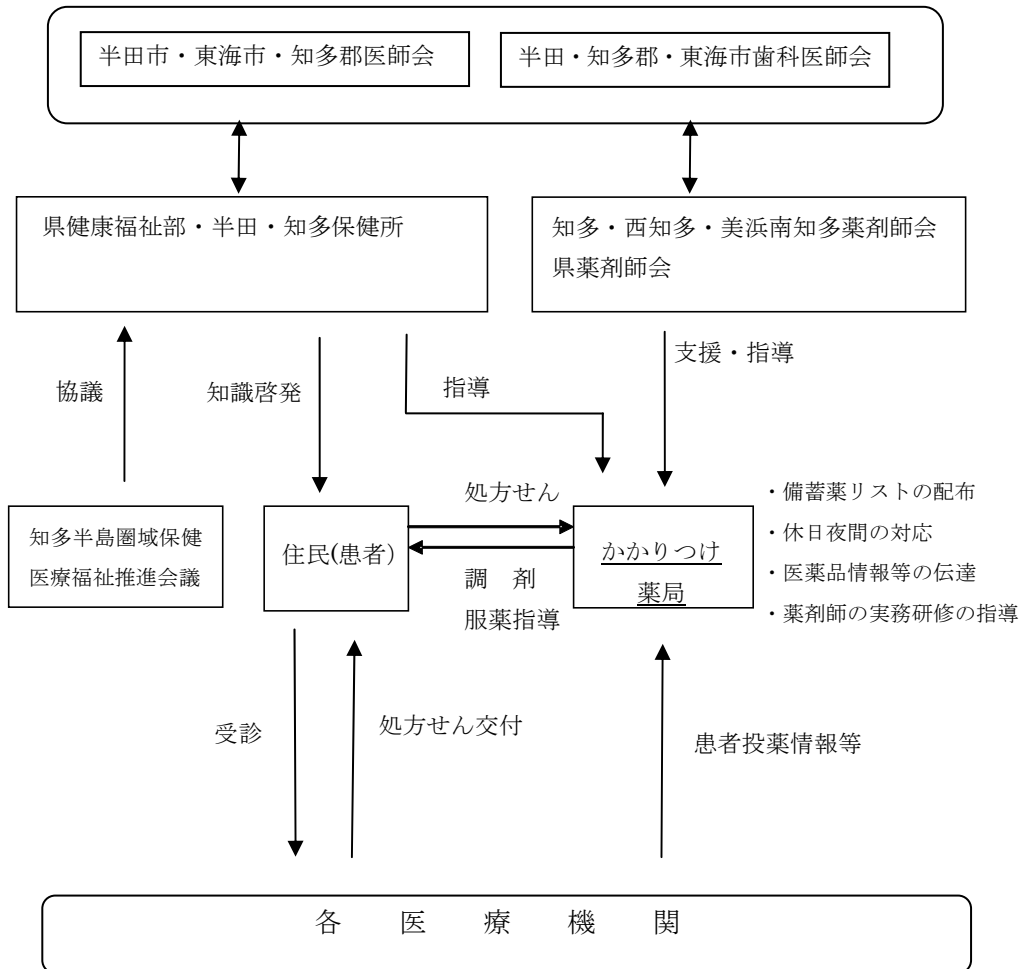 半田市・東海市・知多郡医師会
半田・知多郡・東海市歯科医師会
県健康福祉部・半田・知多保健所
知多・西知多・美浜南知多薬剤師会
県薬剤師会
協議
知識啓発
指導
支援・指導
知多半島圏域保健
医療福祉推進会議
住民(患者)
処方せん
調　剤
服薬指導
かかりつけ
薬局
・備蓄薬リストの配布
・休日夜間の対応
・医薬品情報等の伝達
・薬剤師の実務研修の指導
受診
処方せん交付
患者投薬情報等
各　医　療　機　関